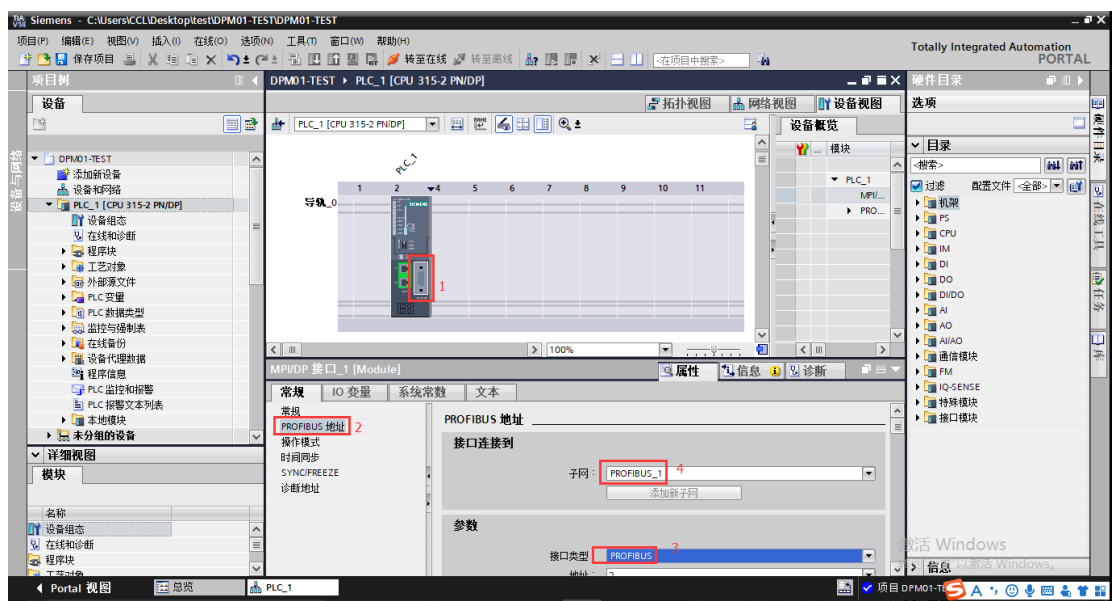 Siemens - C:\Users\CCL\Desktop\test\DPM01-TEST\DPM01-TEST
项目(P) 编辑(E) 视图(V) 插入(I) 在线(O) 选项(N) 工具(T) 窗口(W) 帮助(H)
保存项目 转至在线 转至离线 <在项目中搜索>
Totally Integrated Automation
PORTAL
项目树
DPM01-TEST ▸ PLC_1 [CPU 315-2 PN/DP]
硬件目录
设备
拓扑视图 网络视图 设备视图
选项
PLC_1 [CPU 315-2 PN/DP]
设备概览
设备与网络
DPM01-TEST
添加新设备
设备和网络
PLC_1 [CPU 315-2 PN/DP]
设备组态
在线和诊断
程序块
工艺对象
外部源文件
PLC 变量
PLC 数据类型
监控与强制表
在线备份
设备代理数据
程序信息
PLC 监控和报警
PLC 报警文本列表
本地模块
未分组的设备
详细视图
模块
名称
设备组态
在线和诊断
程序块
工艺对象
PLC_1
1 2 4 5 6 7 8 9 10 11
导轨_0
SIEMENS
1
100%
... 模块
PLC_1
MPI/...
PRO...
MPI/DP 接口_1 [Module]
属性 信息 诊断
常规 IO 变量 系统常数 文本
常规
PROFIBUS 地址 2
操作模式
时间同步
SYNC/FREEZE
诊断地址
PROFIBUS 地址
接口连接到
子网: PROFIBUS_1 4
添加新子网
参数
接口类型 PROFIBUS 3
地址: 2
目录
<搜索>
过滤 配置文件 <全部>
机架
PS
CPU
IM
DI
DO
DI/DO
AI
AO
AI/AO
通信模块
FM
IQ-SENSE
特殊模块
接口模块
信息
硬件目录
在线工具
任务
库
激活 Windows
以激活 Windows。
Portal 视图 总览 PLC_1
项目 DPM01-TE